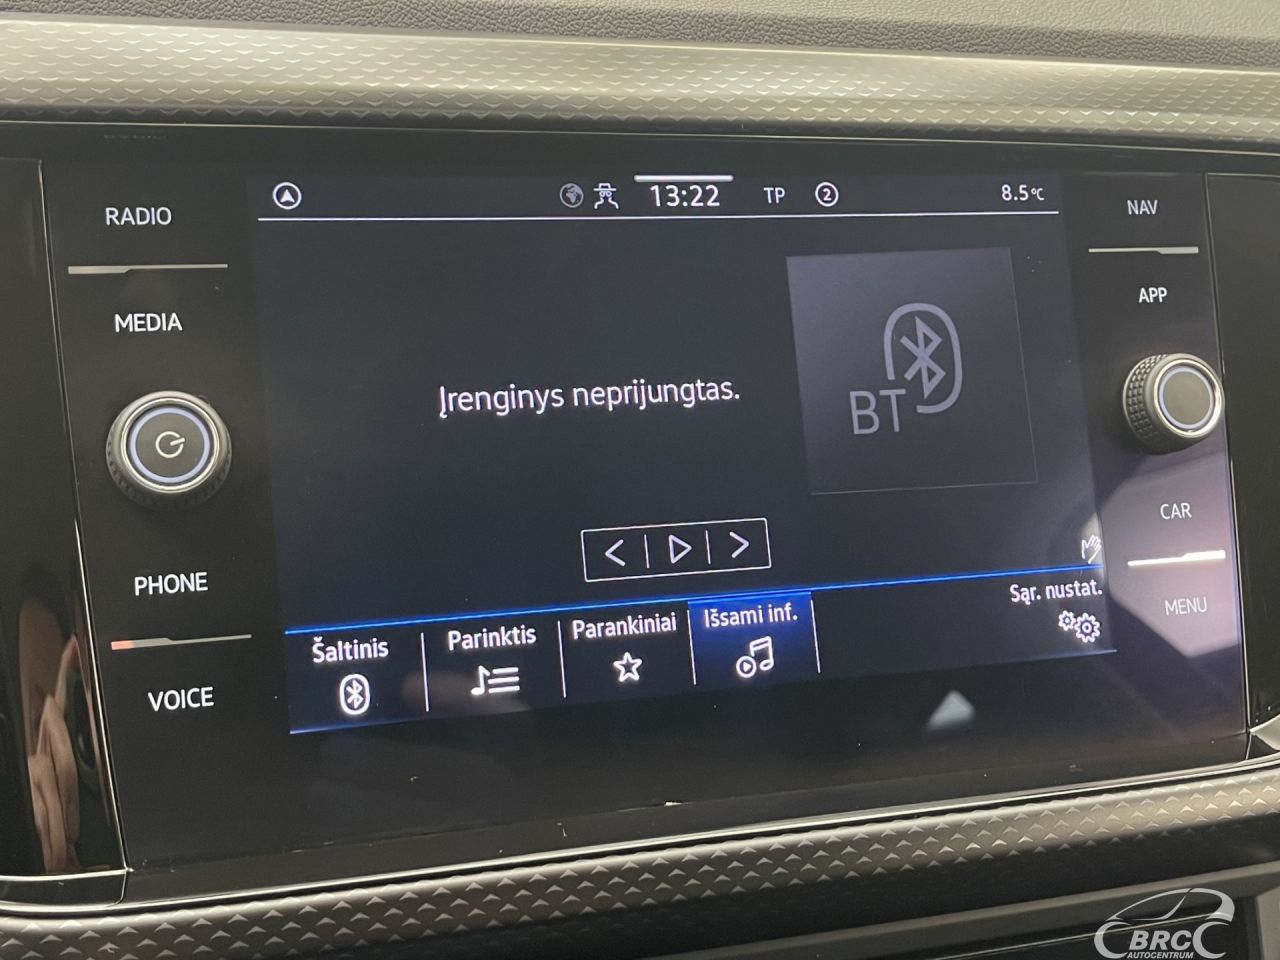 RADIO
MEDIA
PHONE
VOICE
13:22 TP 2 8.5°C
Įrenginys neprijungtas.
BT
Šaltinis
Parinktis
Parankiniai
Išsami inf.
Sąr. nustat.
NAV
APP
CAR
MENU
BRC
AUTOCENTRUM